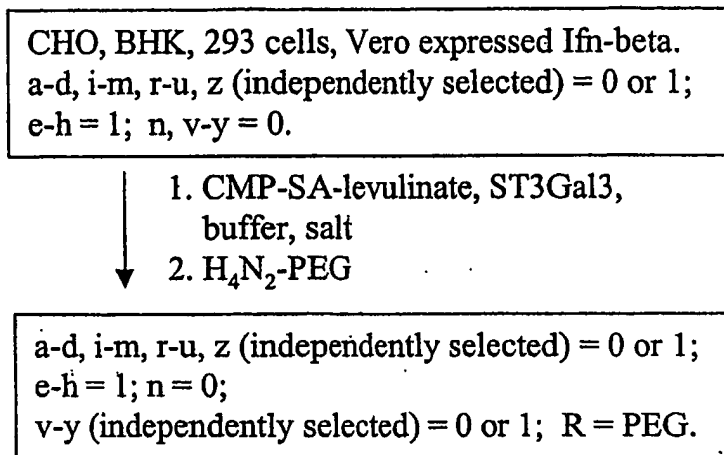 CHO, BHK, 293 cells, Vero expressed Ifn-beta.
a-d, i-m, r-u, z (independently selected) = 0 or 1;
e-h = 1; n, v-y = 0.
1. CMP-SA-levulinate, ST3Gal3,
buffer, salt
2. H₄N₂-PEG
a-d, i-m, r-u, z (independently selected) = 0 or 1;
e-h = 1; n = 0;
v-y (independently selected) = 0 or 1; R = PEG.